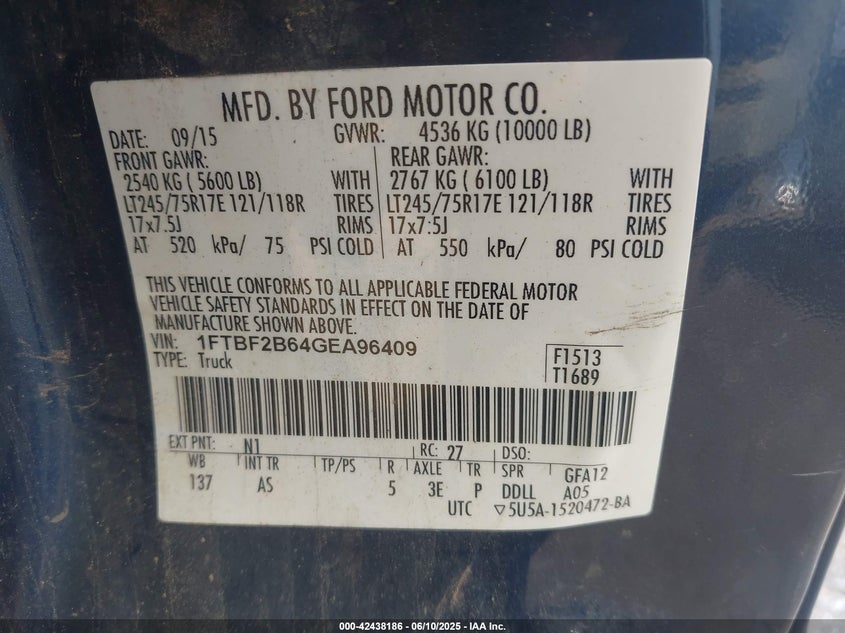 MFD. BY FORD MOTOR CO.
DATE: 09/15 GVWR: 4536 KG (10000 LB)
FRONT GAWR: REAR GAWR:
2540 KG ( 5600 LB) WITH 2767 KG ( 6100 LB) WITH
LT245/75R17E 121/118R TIRES LT245/75R17E 121/118R TIRES
17x7.5J RIMS 17x7.5J RIMS
AT 520 kPa/ 75 PSI COLD AT 550 kPa/ 80 PSI COLD
THIS VEHICLE CONFORMS TO ALL APPLICABLE FEDERAL MOTOR
VEHICLE SAFETY STANDARDS IN EFFECT ON THE DATE OF
MANUFACTURE SHOWN ABOVE.
VIN: 1FTBF2B64GEA96409 F1513
TYPE: Truck T1689
EXT PNT: N1 RC: 27 DSO:
WB INT TR TP/PS R AXLE TR SPR GFA12
137 AS 5 3E P DDLL A05
UTC ▽5U5A-1520472-BA
000-42438186 - 06/10/2025 - IAA Inc.